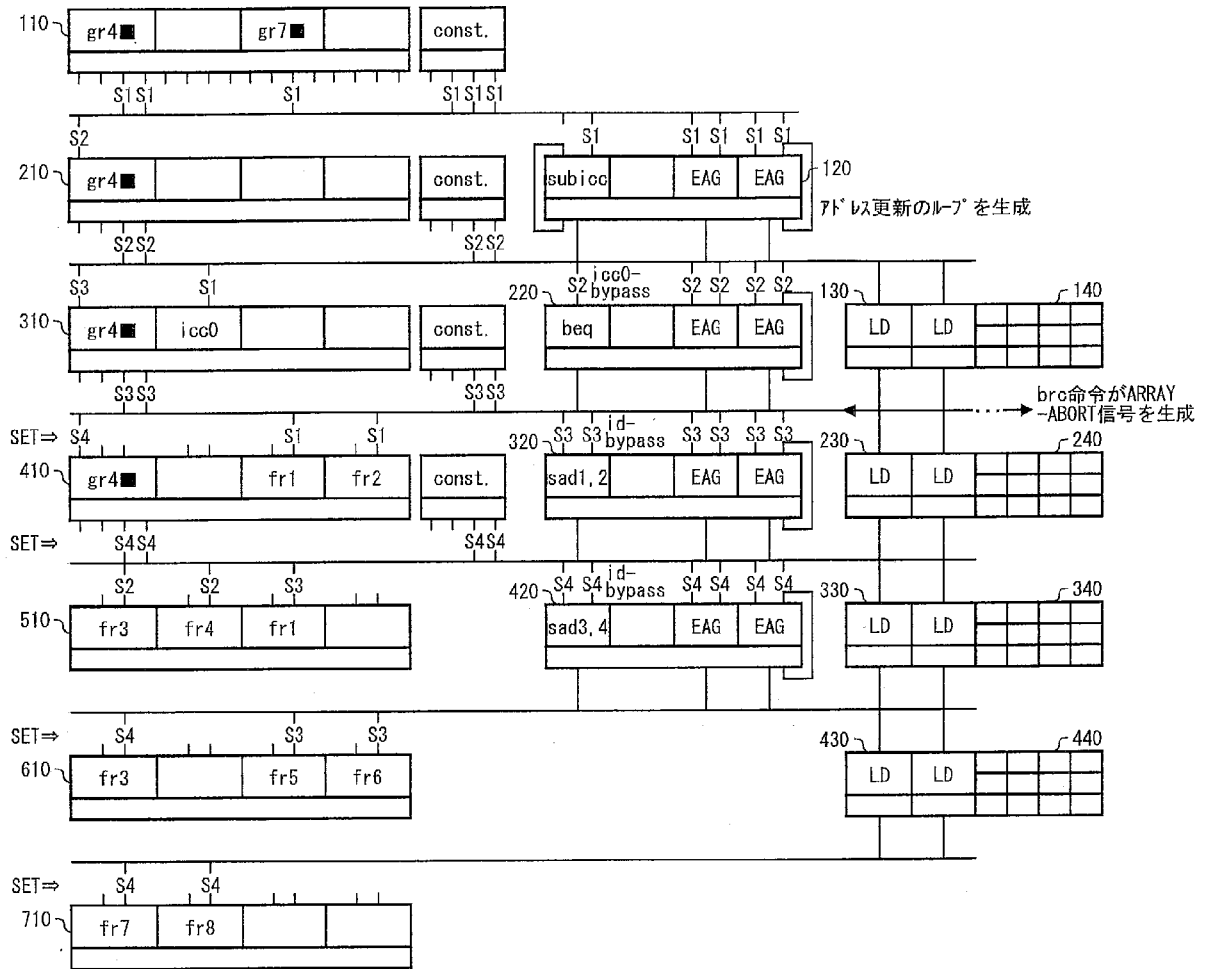 110
gr4■ gr7■ const.
S1 S1 S1 S1 S1 S1
S2 S1 S1 S1 S1 S1
210 gr4■ const. subicc EAG EAG 120
アドレス更新のループを生成
S2 S2 S2 S2
S3 S1 S2 icc0-bypass S2 S2 S2 S2
310 gr4■ icc0 const. 220 beq EAG EAG 130 LD LD 140
S3 S3 S3 S3
brc命令がARRAY
-ABORT信号を生成
SET⇒ S4 S1 S1 S3 S3 id-bypass S3 S3 S3 S3
410 gr4■ fr1 fr2 const. 320 sad1,2 EAG EAG 230 LD LD 240
SET⇒ S4 S4 S4 S4
S2 S2 S3 S4 S4 id-bypass S4 S4 S4 S4
510 fr3 fr4 fr1 420 sad3,4 EAG EAG 330 LD LD 340
SET⇒ S4 S3 S3
610 fr3 fr5 fr6 430 LD LD 440
SET⇒ S4 S4
710 fr7 fr8